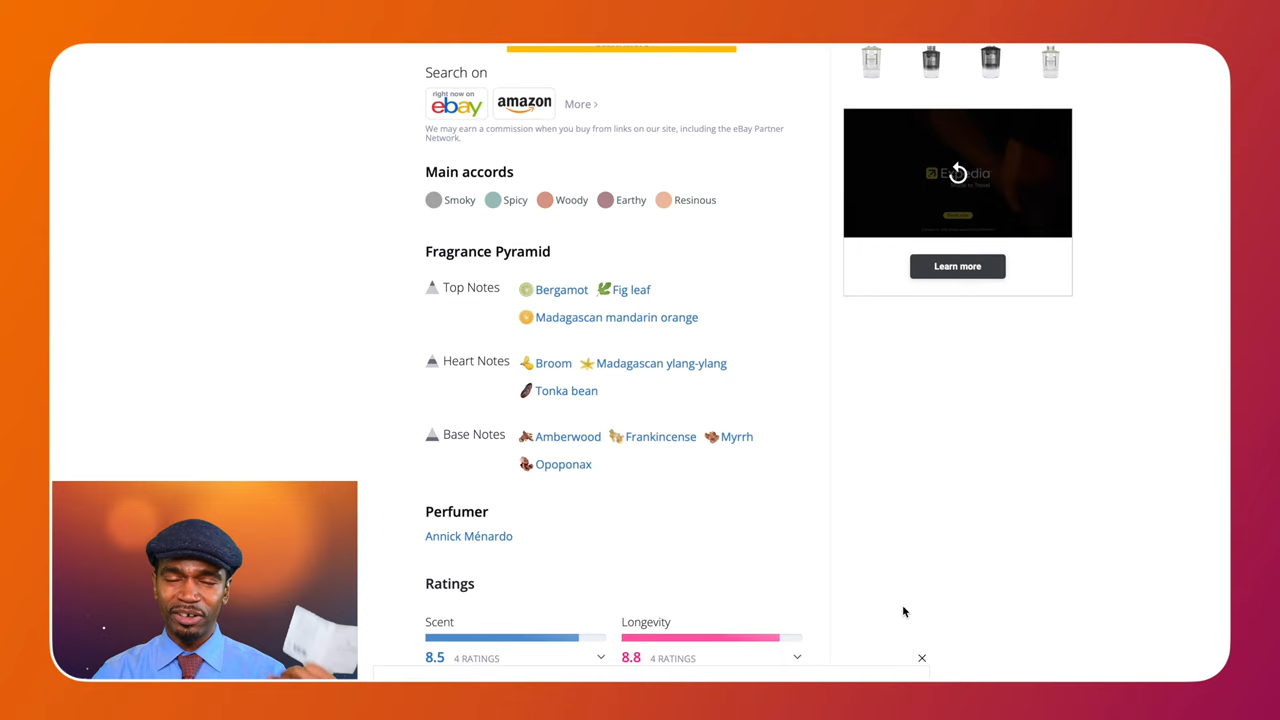 Search on
right now on
ebay
amazon
More >
We may earn a commission when you buy from links on our site, including the eBay Partner
Network.
Main accords
Smoky
Spicy
Woody
Earthy
Resinous
Fragrance Pyramid
Top Notes
Bergamot
Fig leaf
Madagascan mandarin orange
Heart Notes
Broom
Madagascan ylang-ylang
Tonka bean
Base Notes
Amberwood
Frankincense
Myrrh
Opoponax
Perfumer
Annick Ménardo
Ratings
Scent
8.5 4 RATINGS
Longevity
8.8 4 RATINGS
Expedia
Learn more